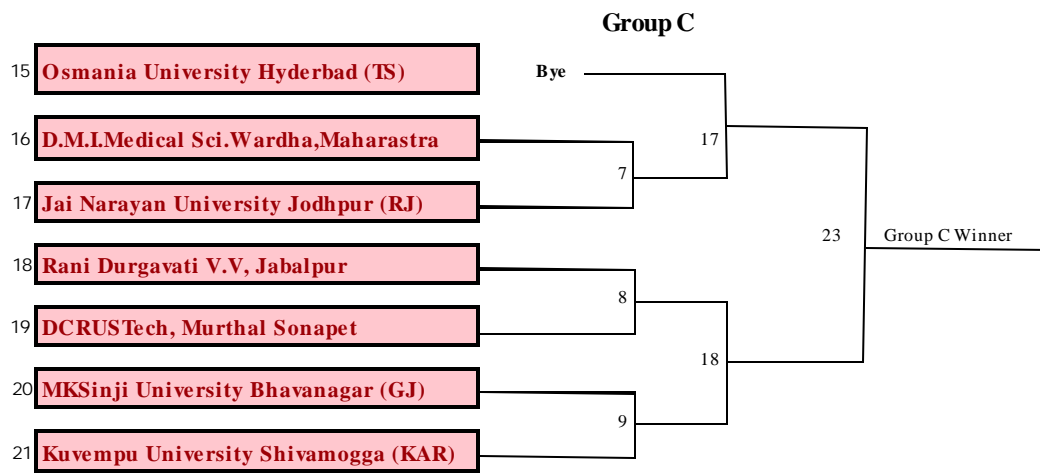 Group C
15 Osmania University Hyderbad (TS) Bye
16 D.M.I.Medical Sci.Wardha,Maharastra 17
7
17 Jai Narayan University Jodhpur (RJ)
23 Group C Winner
18 Rani Durgavati V.V, Jabalpur
8
19 DCRUSTech, Murthal Sonapet
18
20 MKSinji University Bhavanagar (GJ)
9
21 Kuvempu University Shivamogga (KAR)